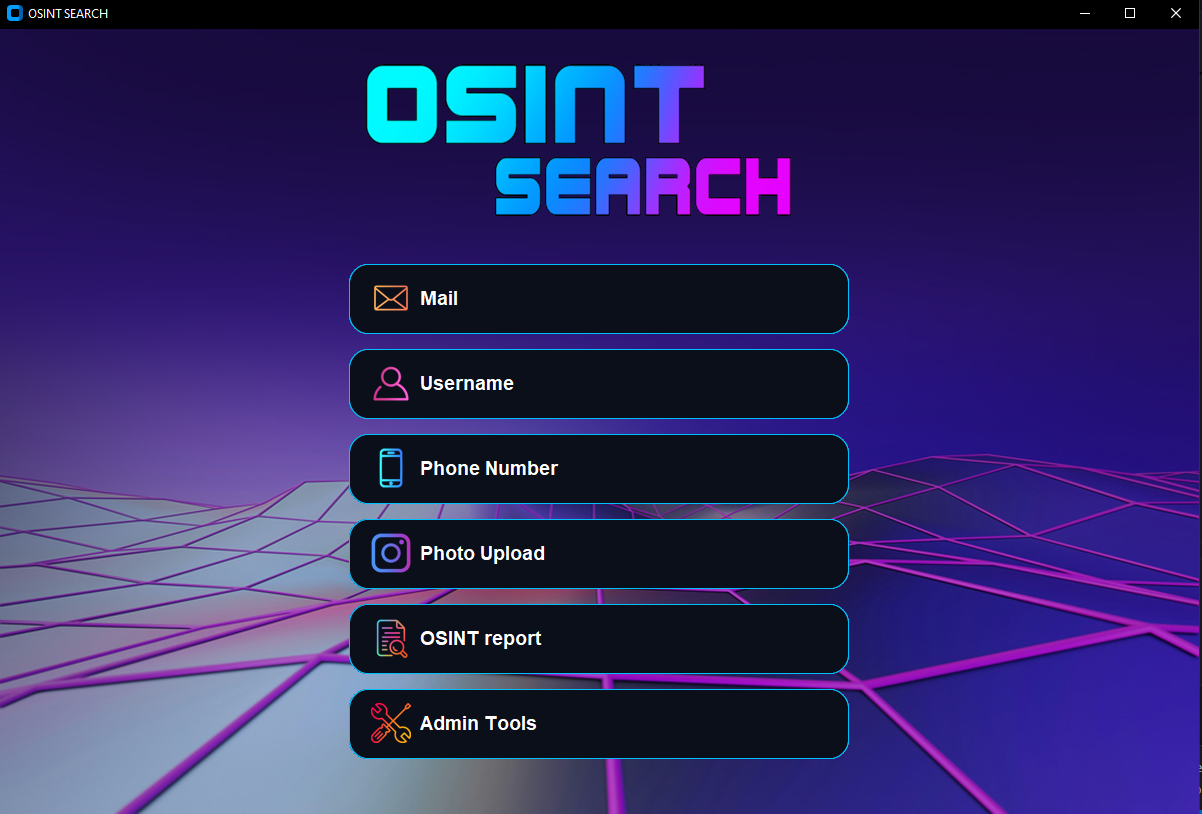 OSINT SEARCH
OSINT
SEARCH
Mail
Username
Phone Number
Photo Upload
OSINT report
Admin Tools